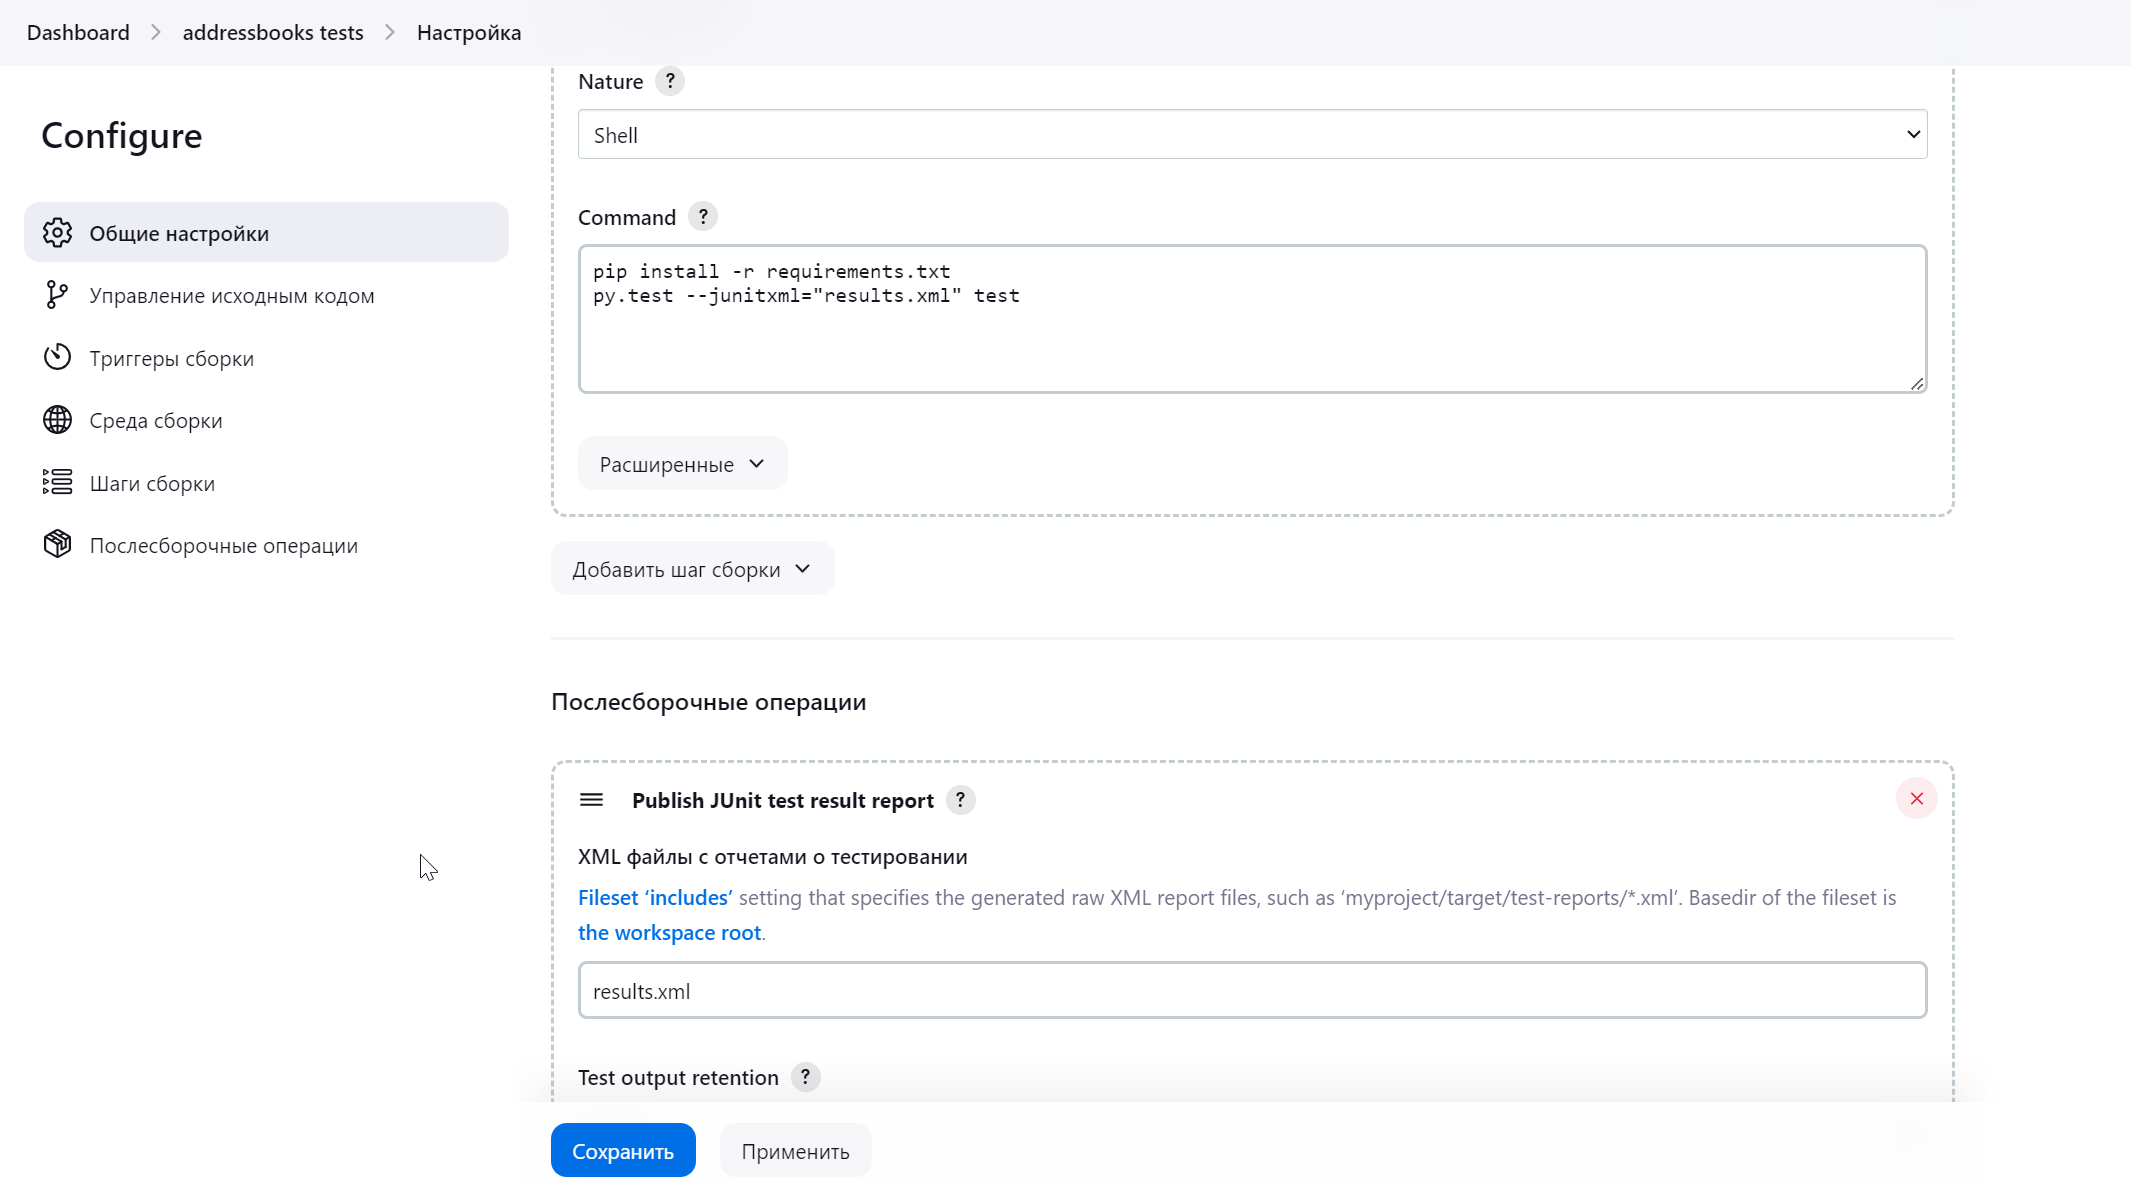 Dashboard > addressbooks tests > Настройка
Configure
Общие настройки
Управление исходным кодом
Триггеры сборки
Среда сборки
Шаги сборки
Послесборочные операции
Nature ?
Shell
Command ?
pip install -r requirements.txt
py.test --junitxml="results.xml" test
Расширенные
Добавить шаг сборки
Послесборочные операции
Publish JUnit test result report ?
XML файлы с отчетами о тестировании
Fileset ‘includes’ setting that specifies the generated raw XML report files, such as ‘myproject/target/test-reports/*.xml’. Basedir of the fileset is
the workspace root.
results.xml
Test output retention ?
Сохранить
Применить